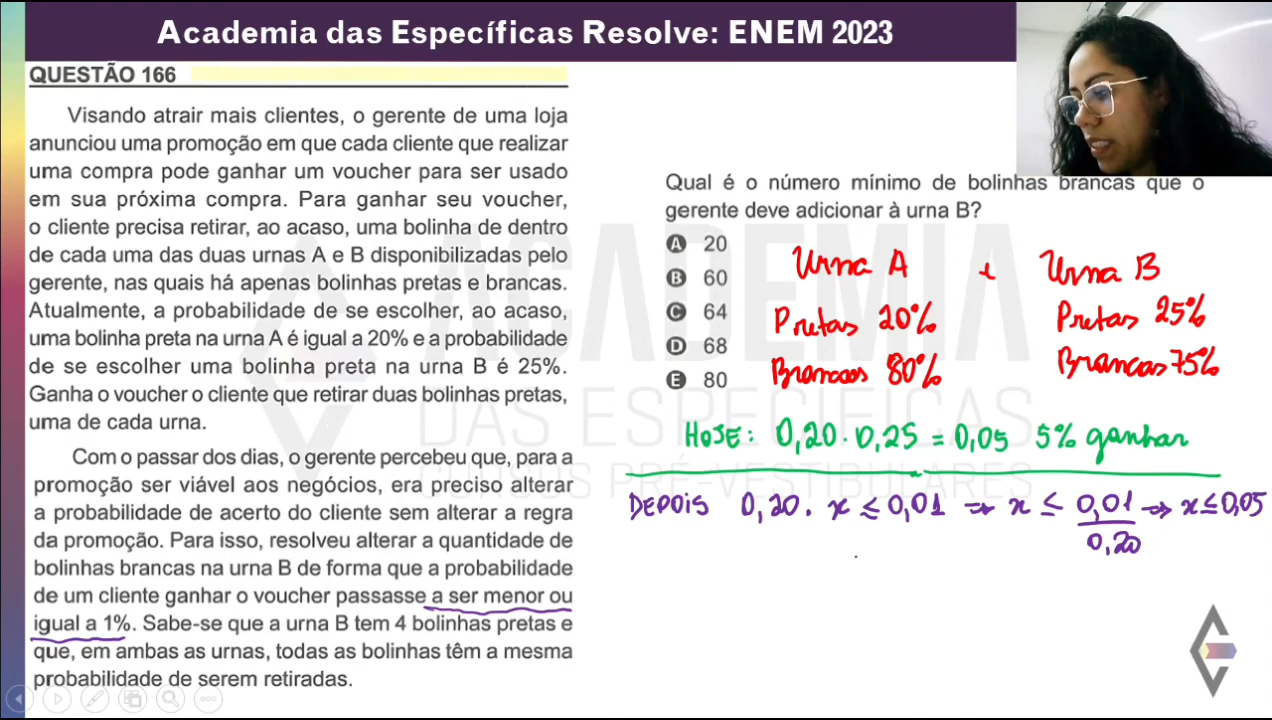 Academia das Específicas Resolve: ENEM 2023
QUESTÃO 166
Visando atrair mais clientes, o gerente de uma loja
anunciou uma promoção em que cada cliente que realizar
uma compra pode ganhar um voucher para ser usado
em sua próxima compra. Para ganhar seu voucher,
o cliente precisa retirar, ao acaso, uma bolinha de dentro
de cada uma das duas urnas A e B disponibilizadas pelo
gerente, nas quais há apenas bolinhas pretas e brancas.
Atualmente, a probabilidade de se escolher, ao acaso,
uma bolinha preta na urna A é igual a 20% e a probabilidade
de se escolher uma bolinha preta na urna B é 25%.
Ganha o voucher o cliente que retirar duas bolinhas pretas,
uma de cada urna.
Com o passar dos dias, o gerente percebeu que, para a
promoção ser viável aos negócios, era preciso alterar
a probabilidade de acerto do cliente sem alterar a regra
da promoção. Para isso, resolveu alterar a quantidade de
bolinhas brancas na urna B de forma que a probabilidade
de um cliente ganhar o voucher passasse a ser menor ou
igual a 1%. Sabe-se que a urna B tem 4 bolinhas pretas e
que, em ambas as urnas, todas as bolinhas têm a mesma
probabilidade de serem retiradas.
Qual é o número mínimo de bolinhas brancas que o
gerente deve adicionar à urna B?
A 20
B 60
C 64
D 68
E 80
Urna A e Urna B
Pretas 20% Pretas 25%
Brancas 80% Brancas 75%
HOJE: 0,20 · 0,25 = 0,05 5% ganhar
DEPOIS 0,20 . x ≤ 0,01 ⇒ x ≤ 0,01/0,20 ⇒ x ≤ 0,05
ACADEMIA
DAS ESPECÍFICAS
CURSOS PRÉ-VESTIBULARES